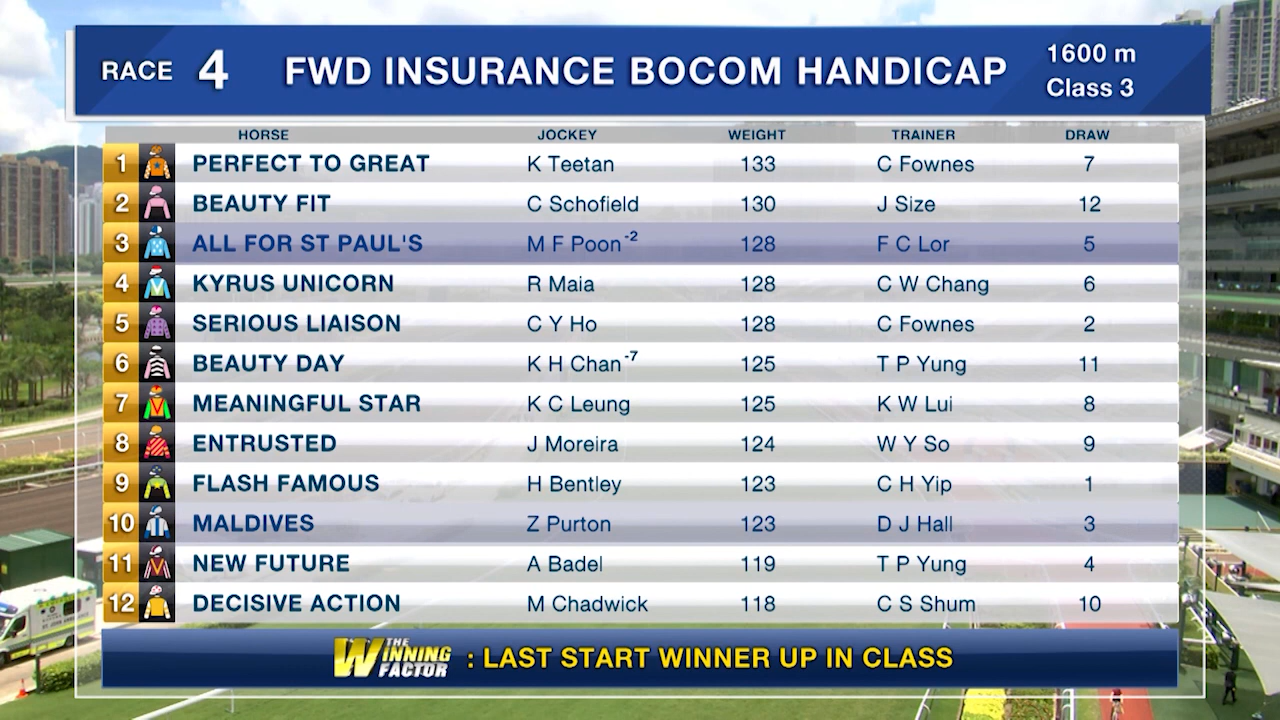 RACE 4 FWD INSURANCE BOCOM HANDICAP 1600 m
Class 3
HORSE JOCKEY WEIGHT TRAINER DRAW
1 PERFECT TO GREAT K Teetan 133 C Fownes 7
2 BEAUTY FIT C Schofield 130 J Size 12
3 ALL FOR ST PAUL'S M F Poon -2 128 F C Lor 5
4 KYRUS UNICORN R Maia 128 C W Chang 6
5 SERIOUS LIAISON C Y Ho 128 C Fownes 2
6 BEAUTY DAY K H Chan -7 125 T P Yung 11
7 MEANINGFUL STAR K C Leung 125 K W Lui 8
8 ENTRUSTED J Moreira 124 W Y So 9
9 FLASH FAMOUS H Bentley 123 C H Yip 1
10 MALDIVES Z Purton 123 D J Hall 3
11 NEW FUTURE A Badel 119 T P Yung 4
12 DECISIVE ACTION M Chadwick 118 C S Shum 10
THE WINNING FACTOR : LAST START WINNER UP IN CLASS